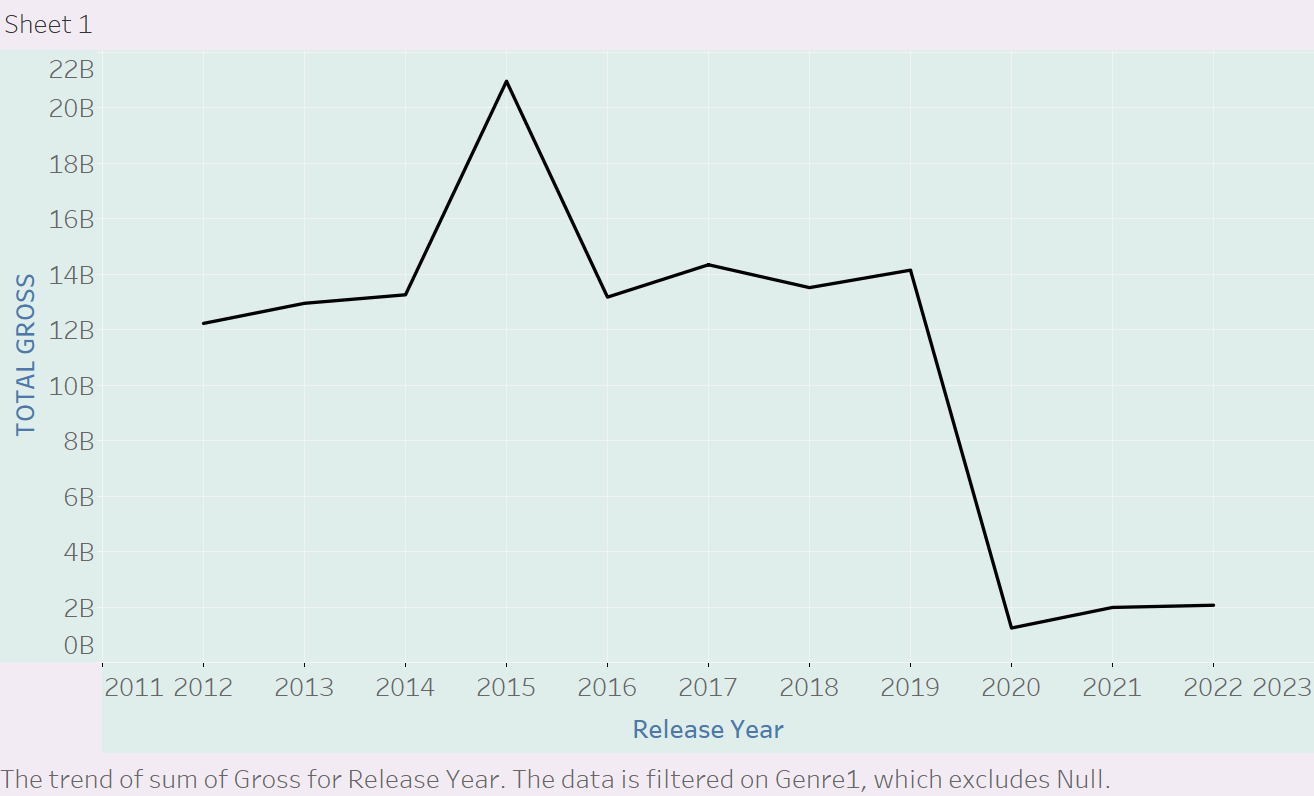 Sheet 1
22B
20B
18B
16B
14B
12B
10B
8B
6B
4B
2B
0B
TOTAL GROSS
2011 2012 2013 2014 2015 2016 2017 2018 2019 2020 2021 2022 2023
Release Year
The trend of sum of Gross for Release Year. The data is filtered on Genre1, which excludes Null.